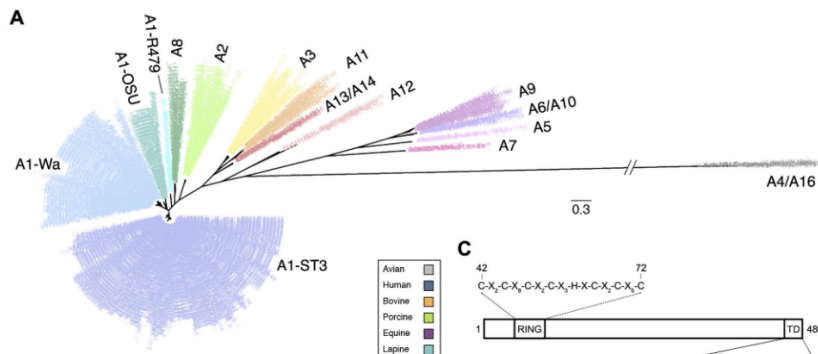 A
A1-R479
A8
A2
A1-OSU
A3
A11
A13/A14
A12
A9
A6/A10
A5
A7
A1-Wa
A4/A16
0.3
A1-ST3
C
Avian
Human
Bovine
Porcine
Equine
Lapine
42 72
C-X₂-C-X₈-C-X₂-C-X₃-H-X-C-X₂-C-X₅-C
1 RING TD 48